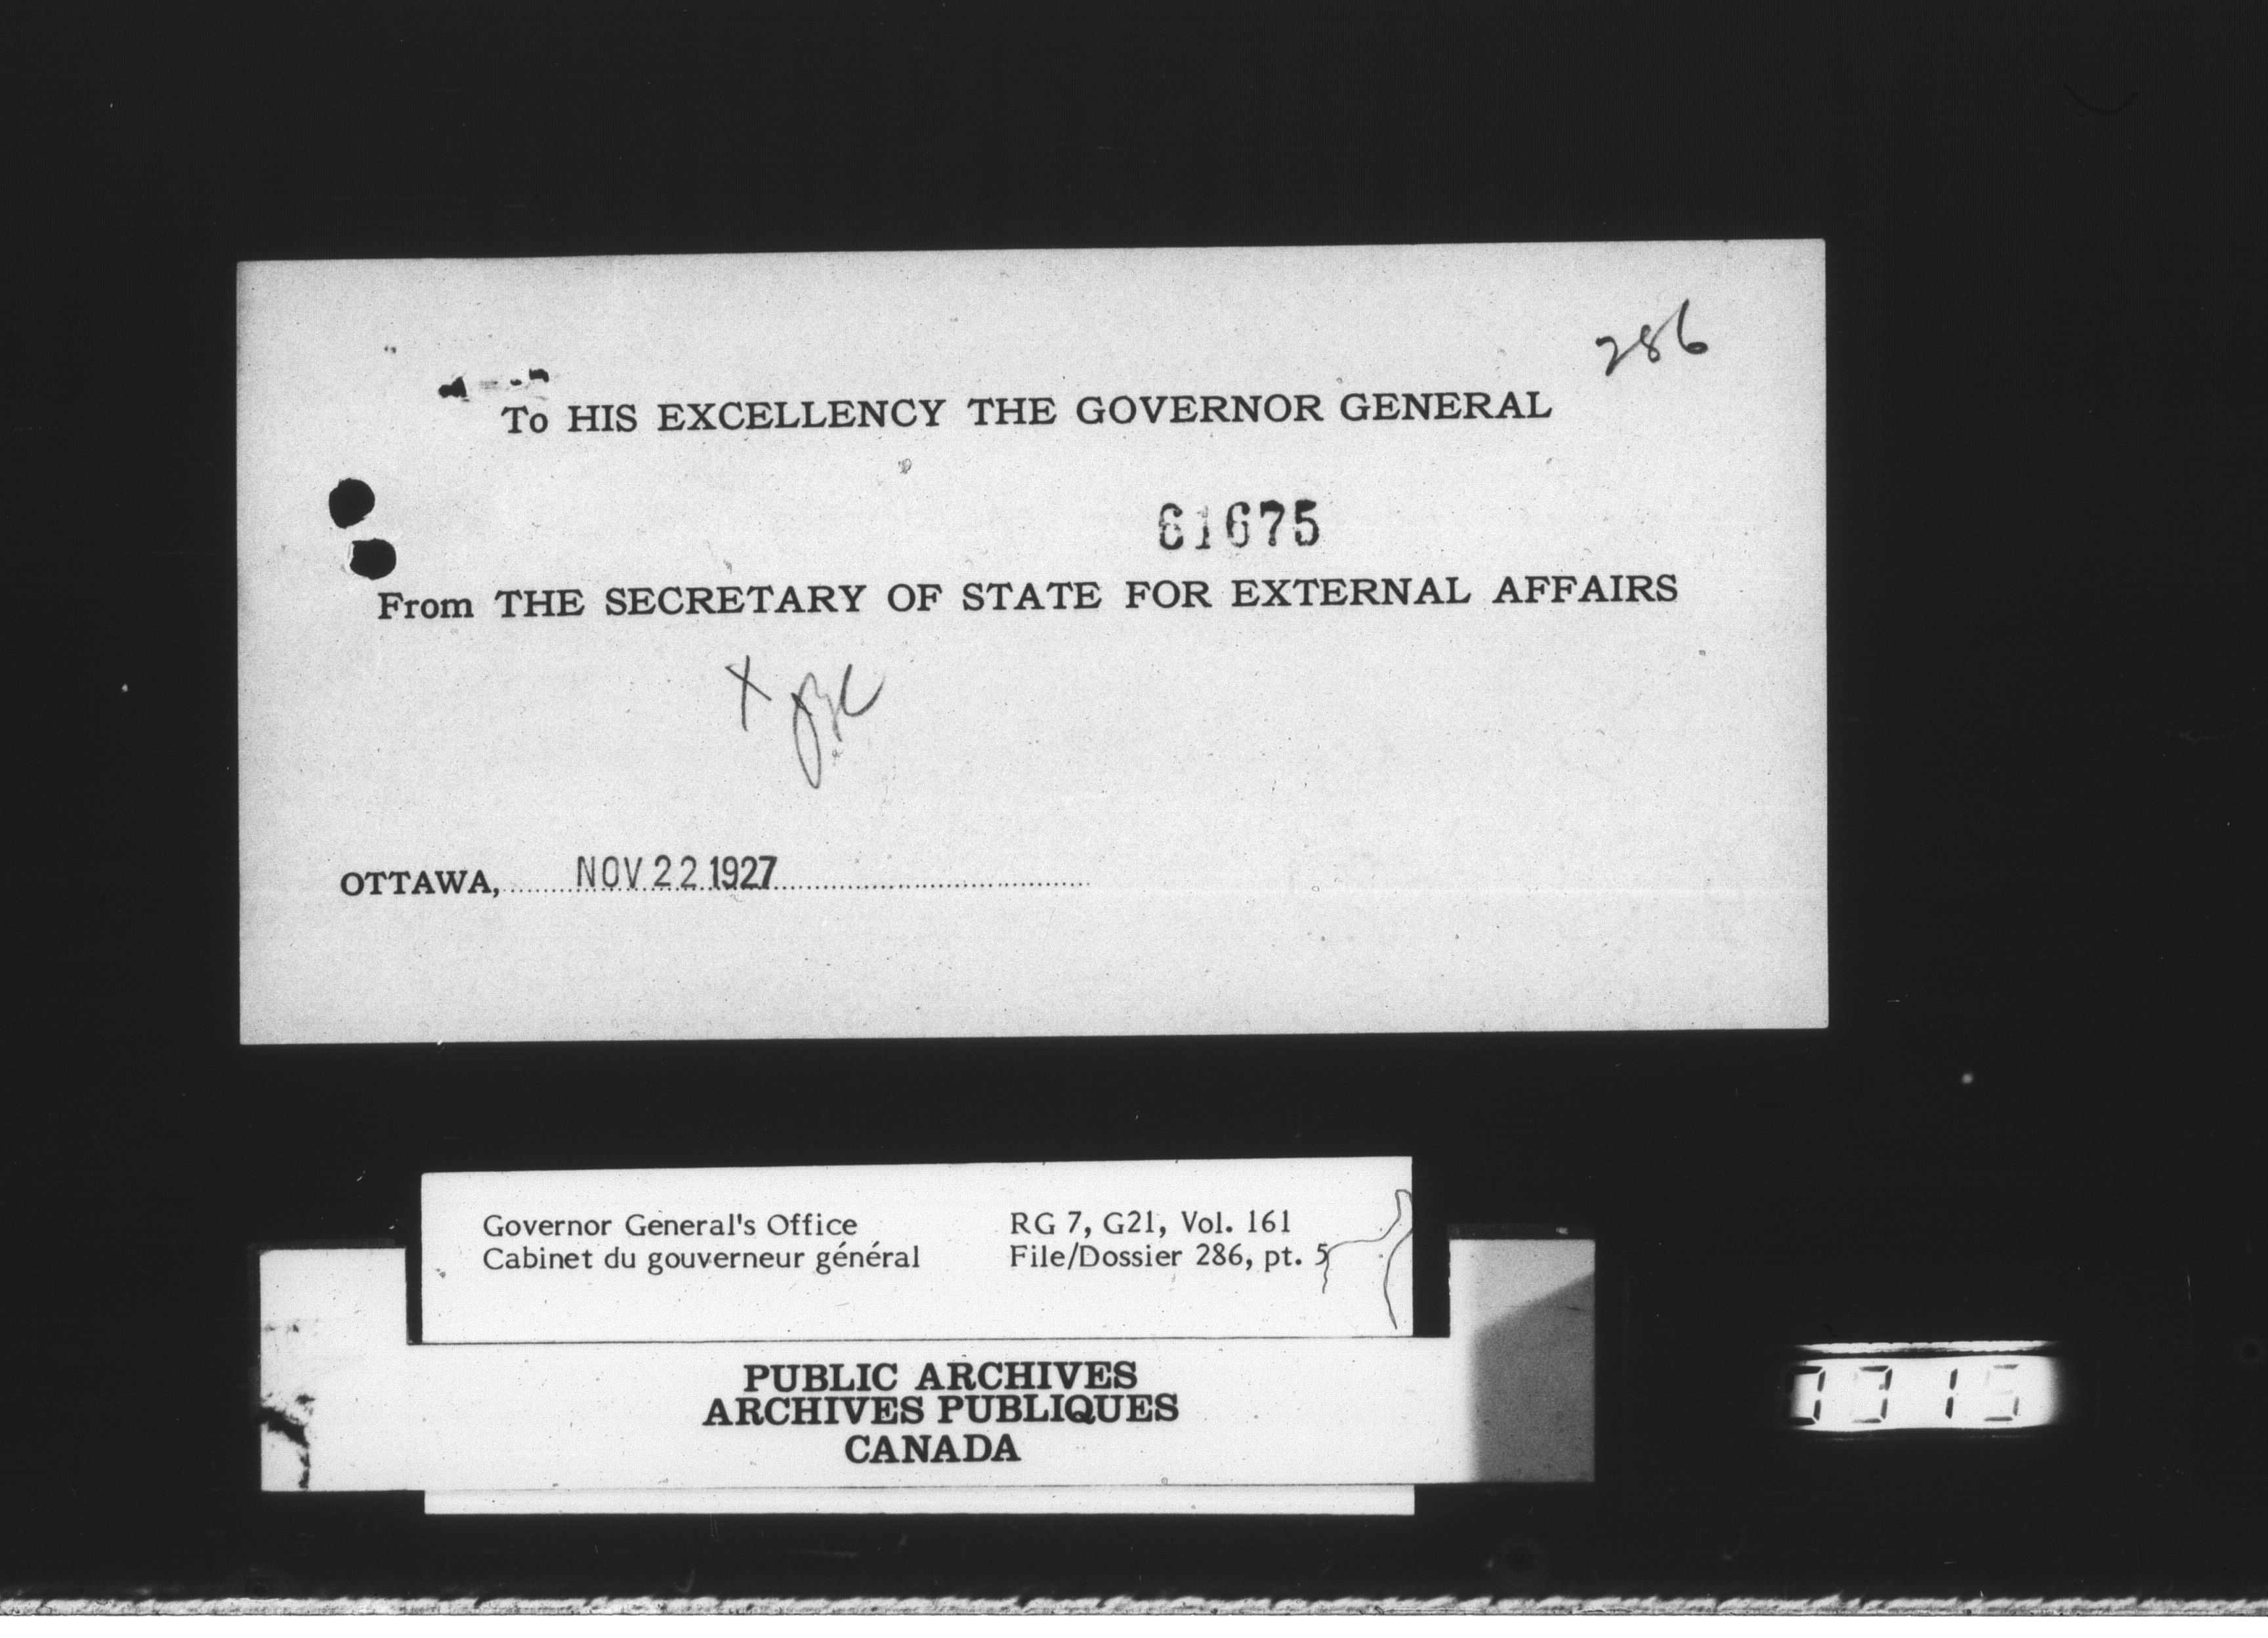 286
To HIS EXCELLENCY THE GOVERNOR GENERAL
61675
From THE SECRETARY OF STATE FOR EXTERNAL AFFAIRS
X
OTTAWA, NOV 22 1927
Governor General's Office
Cabinet du gouverneur général
RG 7, G21, Vol. 161
File/Dossier 286, pt. 5
PUBLIC ARCHIVES
ARCHIVES PUBLIQUES
CANADA